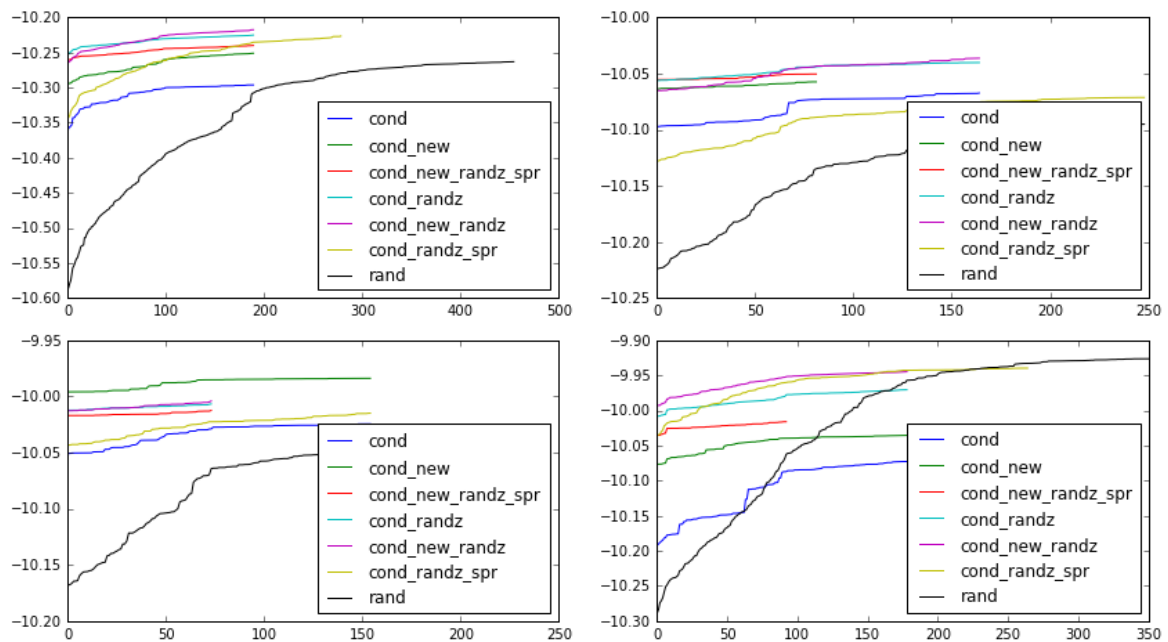 −10.20
−10.25
−10.30
−10.35
−10.40
−10.45
−10.50
−10.55
−10.60
0 100 200 300 400 500
cond
cond_new
cond_new_randz_spr
cond_randz
cond_new_randz
cond_randz_spr
rand
−10.00
−10.05
−10.10
−10.15
−10.20
−10.25
0 50 100 150 200 250
cond
cond_new
cond_new_randz_spr
cond_randz
cond_new_randz
cond_randz_spr
rand
−9.95
−10.00
−10.05
−10.10
−10.15
−10.20
0 50 100 150 200 250
cond
cond_new
cond_new_randz_spr
cond_randz
cond_new_randz
cond_randz_spr
rand
−9.90
−9.95
−10.00
−10.05
−10.10
−10.15
−10.20
−10.25
−10.30
0 50 100 150 200 250 300 350
cond
cond_new
cond_new_randz_spr
cond_randz
cond_new_randz
cond_randz_spr
rand